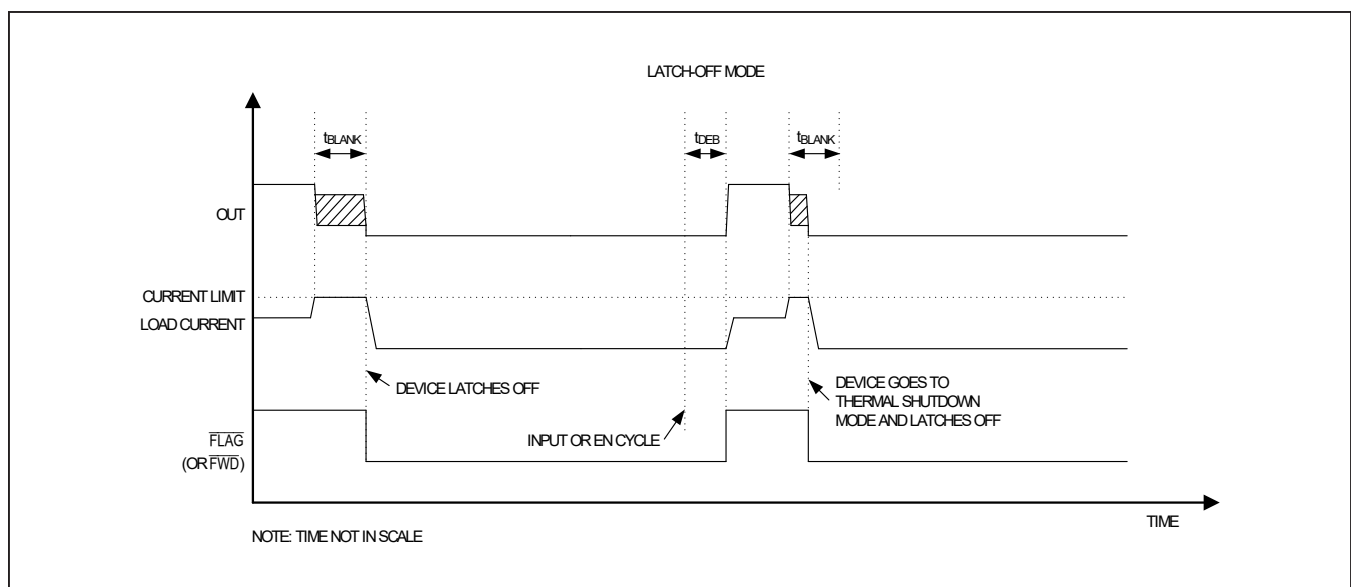 LATCH-OFF MODE
tBLANK
tDEB
tBLANK
OUT
CURRENT LIMIT
LOAD CURRENT
DEVICE LATCHES OFF
DEVICE GOES TO
THERMAL SHUTDOWN
MODE AND LATCHES OFF
INPUT OR EN CYCLE
FLAG
(OR FWD)
TIME
NOTE: TIME NOT IN SCALE